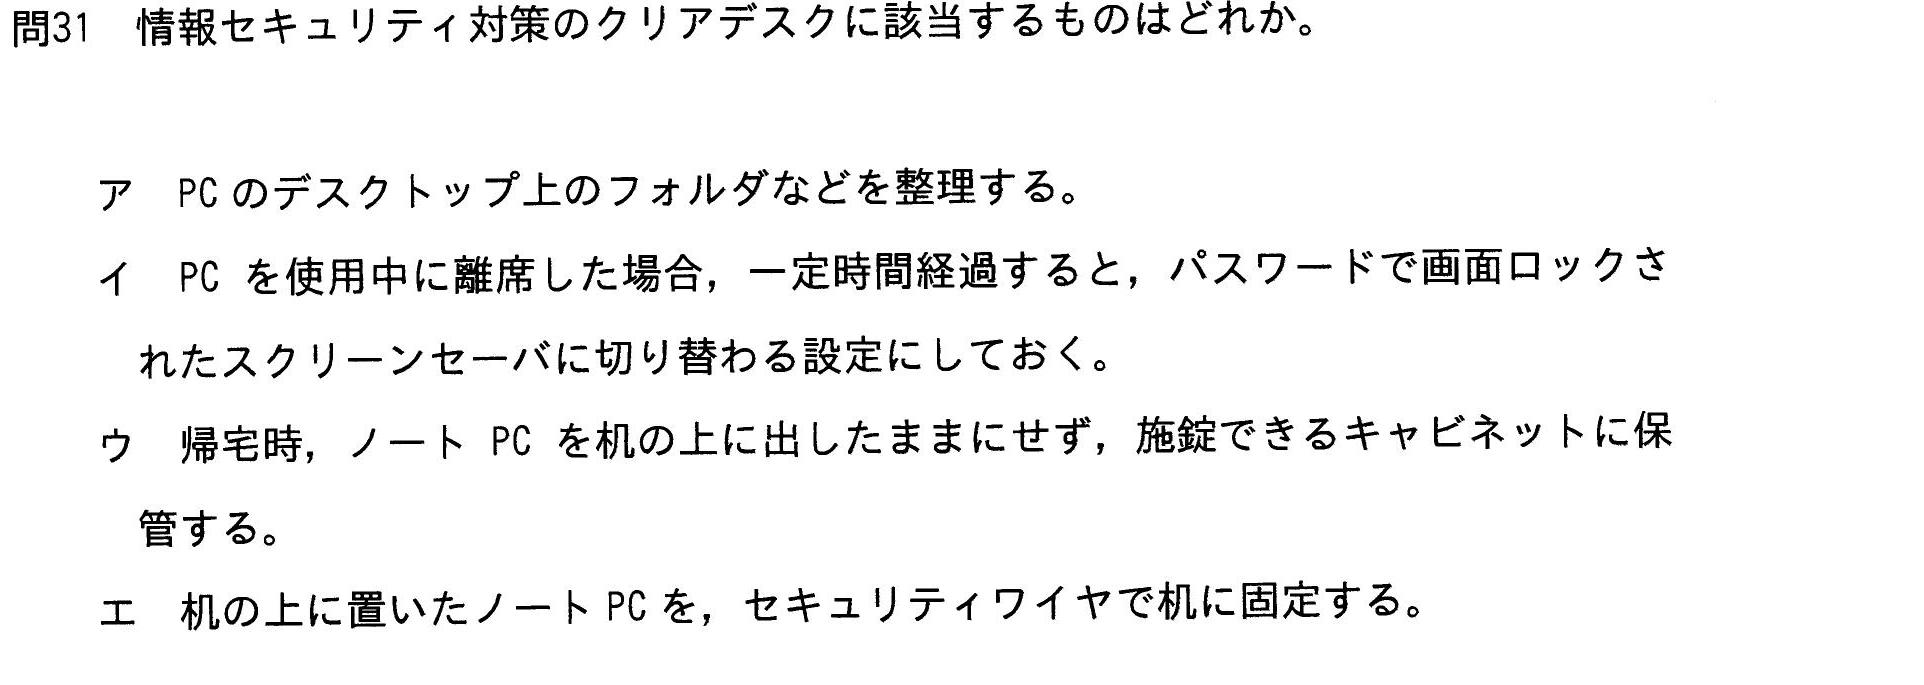 問31 情報セキュリティ対策のクリアデスクに該当するものはどれか。
ア PCのデスクトップ上のフォルダなどを整理する。
イ PC を使用中に離席した場合，一定時間経過すると，パスワードで画面ロックさ
れたスクリーンセーバに切り替わる設定にしておく。
ウ 帰宅時，ノート PC を机の上に出したままにせず，施錠できるキャビネットに保
管する。
エ 机の上に置いたノートPCを，セキュリティワイヤで机に固定する。